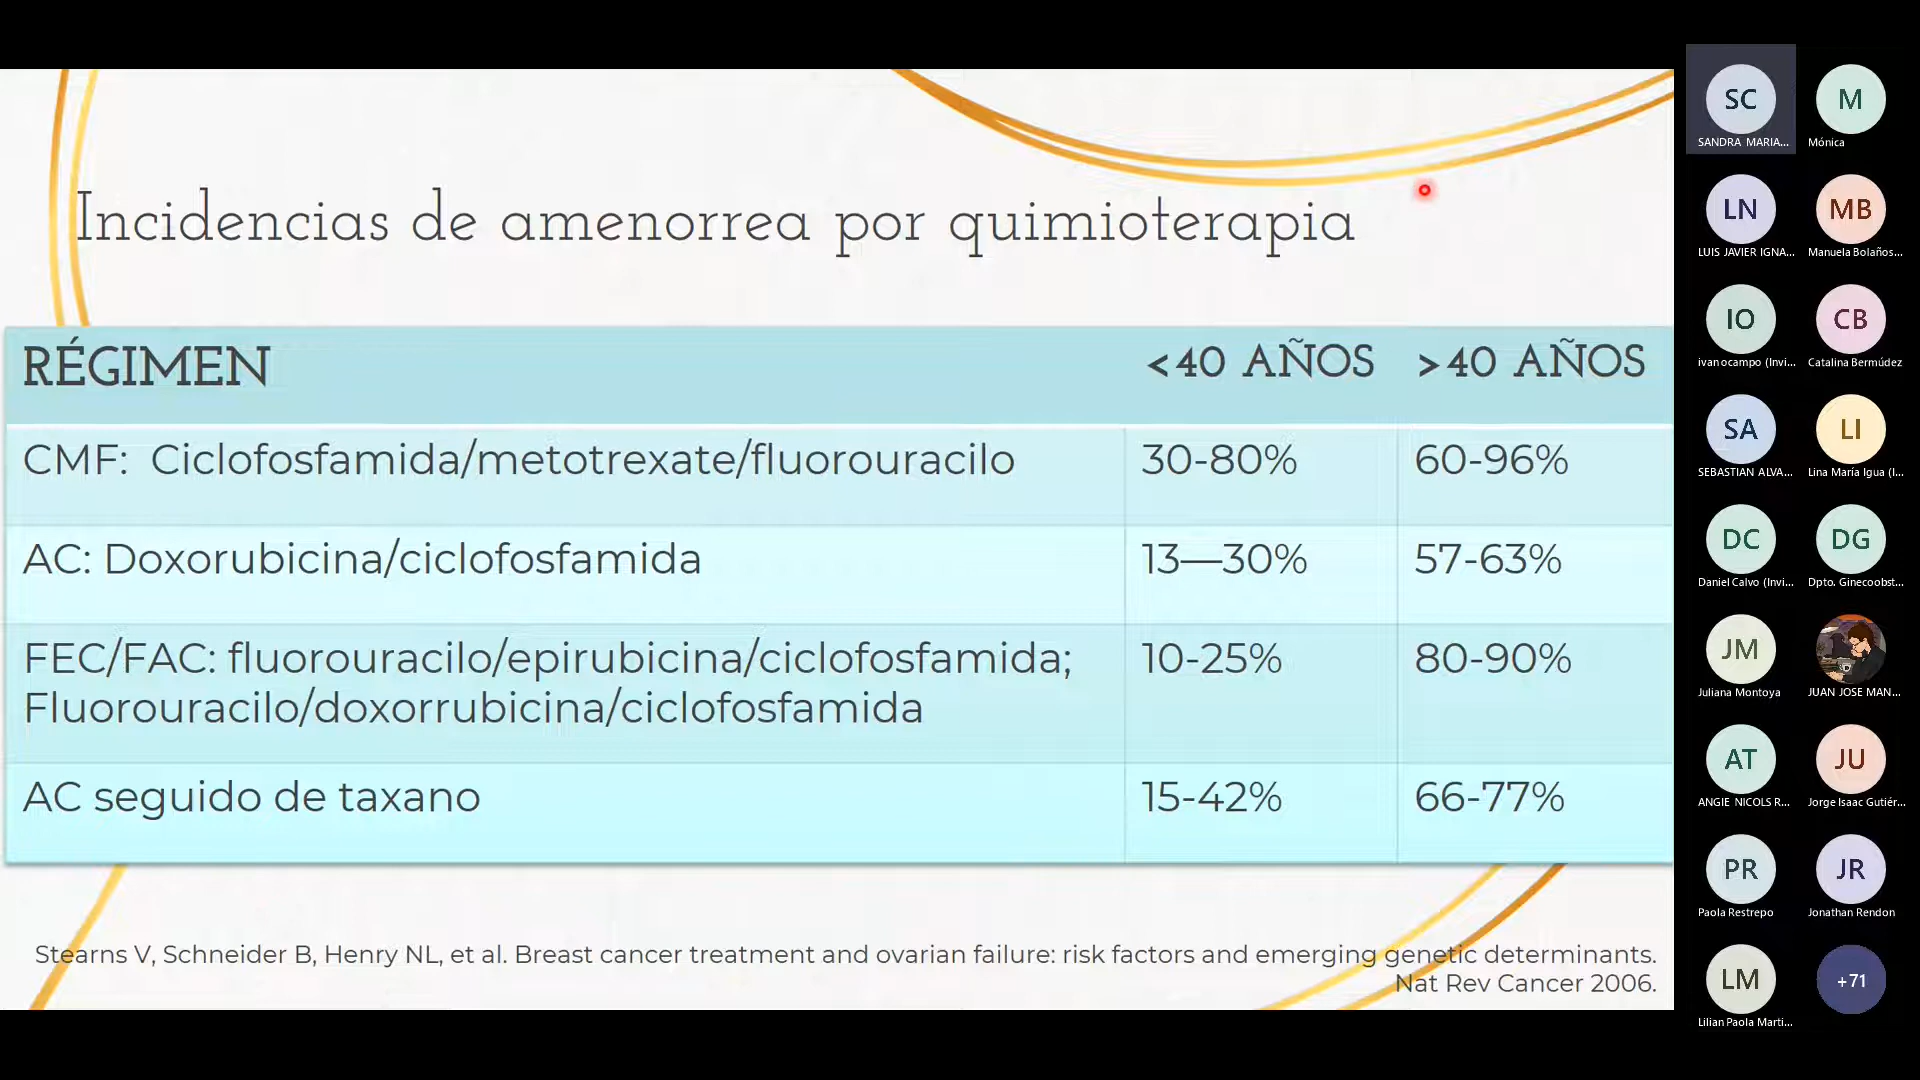 Incidencias de amenorrea por quimioterapia
RÉGIMEN <40 AÑOS >40 AÑOS
CMF:  Ciclofosfamida/metotrexate/fluorouracilo 30-80% 60-96%
AC: Doxorubicina/ciclofosfamida 13—30% 57-63%
FEC/FAC: fluorouracilo/epirubicina/ciclofosfamida; 10-25% 80-90%
Fluorouracilo/doxorrubicina/ciclofosfamida
AC seguido de taxano 15-42% 66-77%
Stearns V, Schneider B, Henry NL, et al. Breast cancer treatment and ovarian failure: risk factors and emerging genetic determinants.
Nat Rev Cancer 2006.
SC M
SANDRA MARIA... Mónica
LN MB
LUIS JAVIER IGNA... Manuela Bolaños...
IO CB
ivan ocampo (Invi... Catalina Bermúdez
SA LI
SEBASTIAN ALVA... Lina María Igua (I...
DC DG
Daniel Calvo (Invi... Dpto. Ginecoobst...
JM
Juliana Montoya JUAN JOSE MAN...
AT JU
ANGIE NICOLS R... Jorge Isaac Gutiér...
PR JR
Paola Restrepo Jonathan Rendon
LM +71
Lilian Paola Marti...